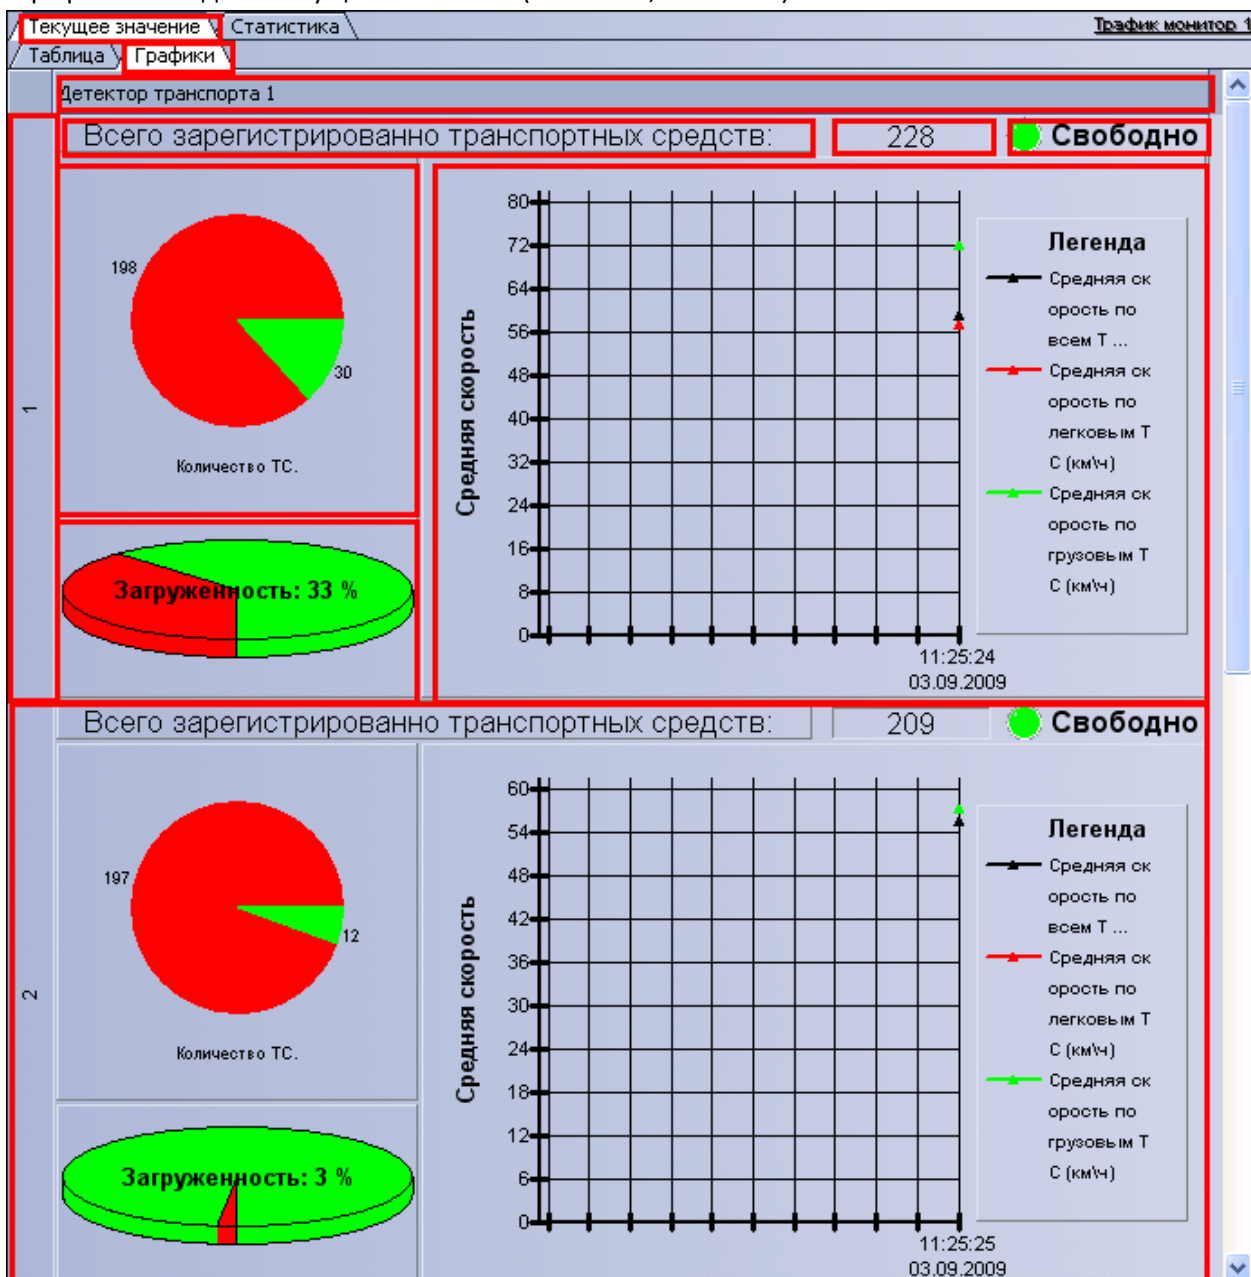 Текущее значение Статистика Трафик монитор 1
Таблица Графики
Детектор транспорта 1
1
Всего зарегистрированно транспортных средств: 228 Свободно
198
30
Количество ТС.
Загруженность: 33 %
Средняя скорость
80
72
64
56
48
40
32
24
16
8
0
11:25:24
03.09.2009
Легенда
Средняя ск
орость по
всем Т ...
Средняя ск
орость по
легковым Т
С (км\ч)
Средняя ск
орость по
грузовым Т
С (км\ч)
2
Всего зарегистрированно транспортных средств: 209 Свободно
197
12
Количество ТС.
Загруженность: 3 %
Средняя скорость
60
54
48
42
36
30
24
18
12
6
0
11:25:25
03.09.2009
Легенда
Средняя ск
орость по
всем Т ...
Средняя ск
орость по
легковым Т
С (км\ч)
Средняя ск
орость по
грузовым Т
С (км\ч)